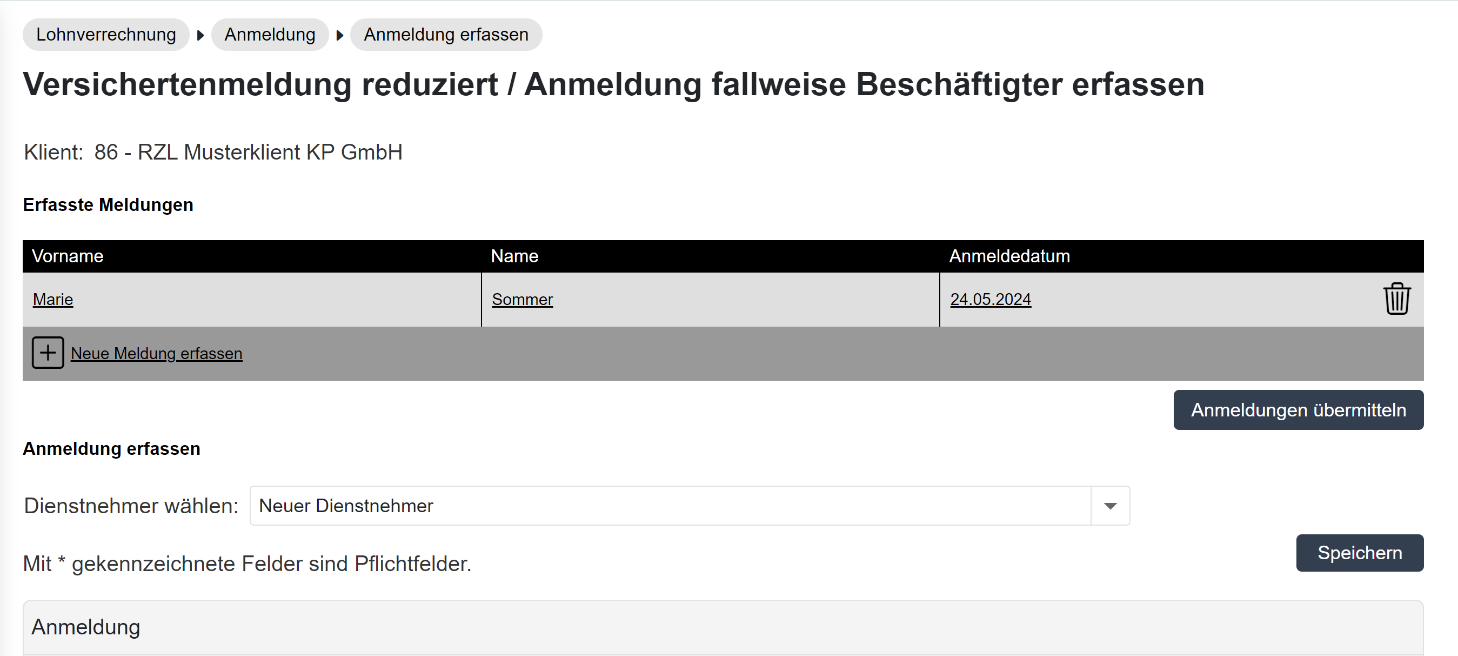 Lohnverrechnung Anmeldung Anmeldung erfassen
Versichertenmeldung reduziert / Anmeldung fallweise Beschäftigter erfassen
Klient: 86 - RZL Musterklient KP GmbH
Erfasste Meldungen
Vorname Name Anmeldedatum
Marie Sommer 24.05.2024
Neue Meldung erfassen
Anmeldungen übermitteln
Anmeldung erfassen
Dienstnehmer wählen: Neuer Dienstnehmer
Speichern
Mit * gekennzeichnete Felder sind Pflichtfelder.
Anmeldung